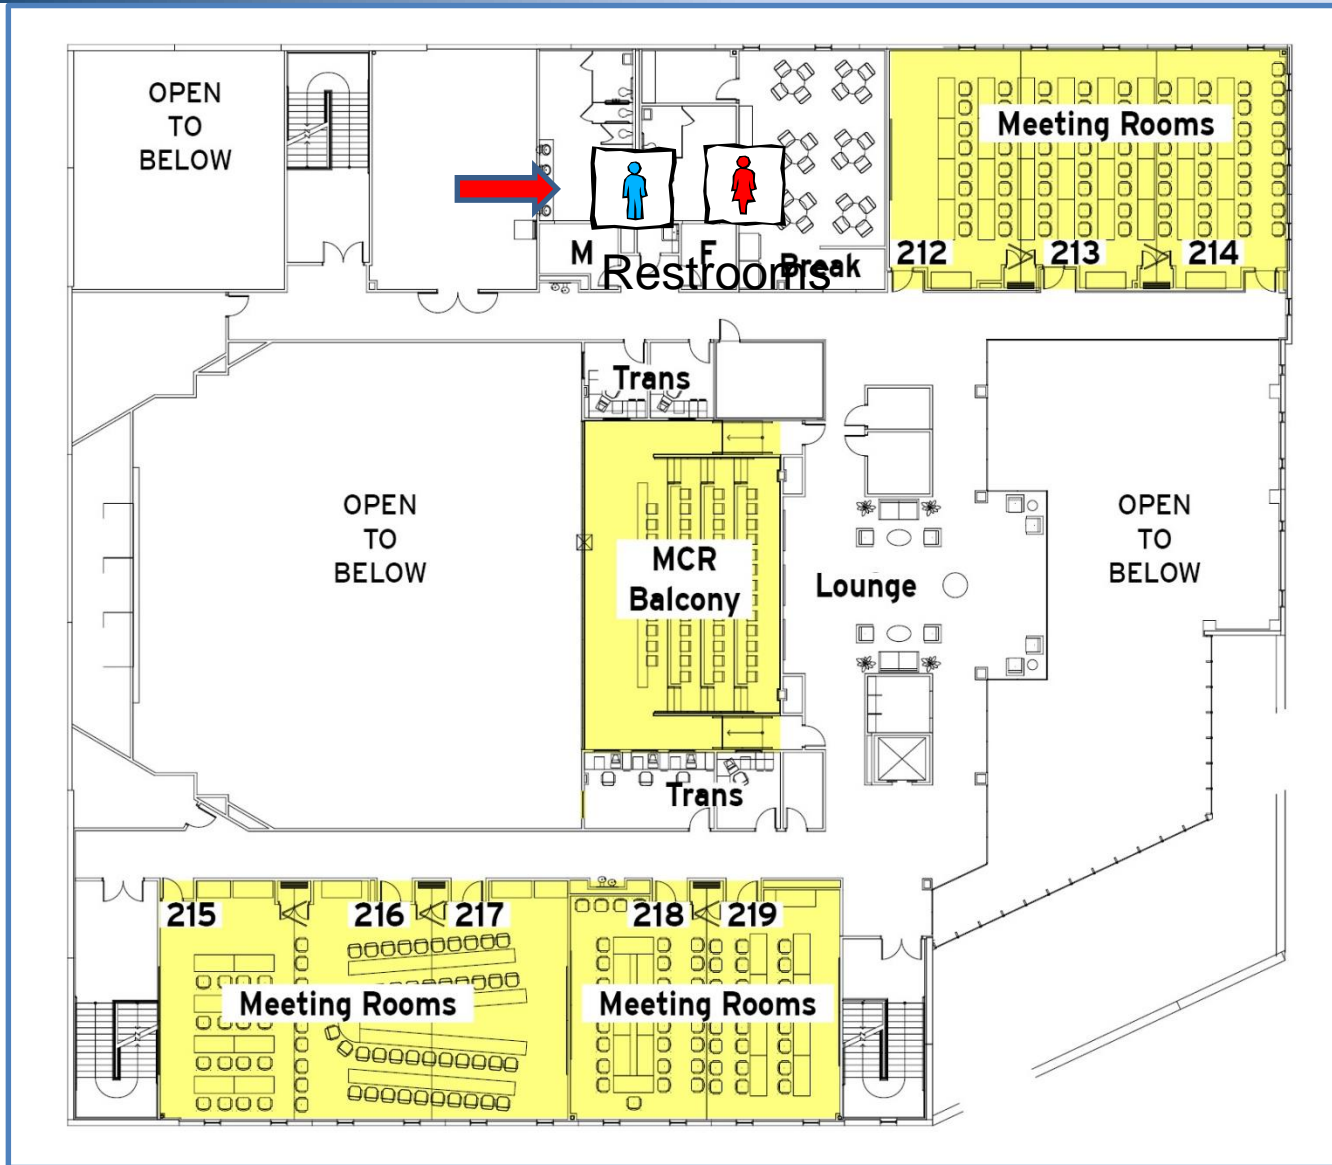 OPEN
TO
BELOW
Meeting Rooms
M
F
Restrooms
Break
212
213
214
Trans
OPEN
TO
BELOW
MCR
Balcony
Lounge
OPEN
TO
BELOW
Trans
215
216
217
218
219
Meeting Rooms
Meeting Rooms